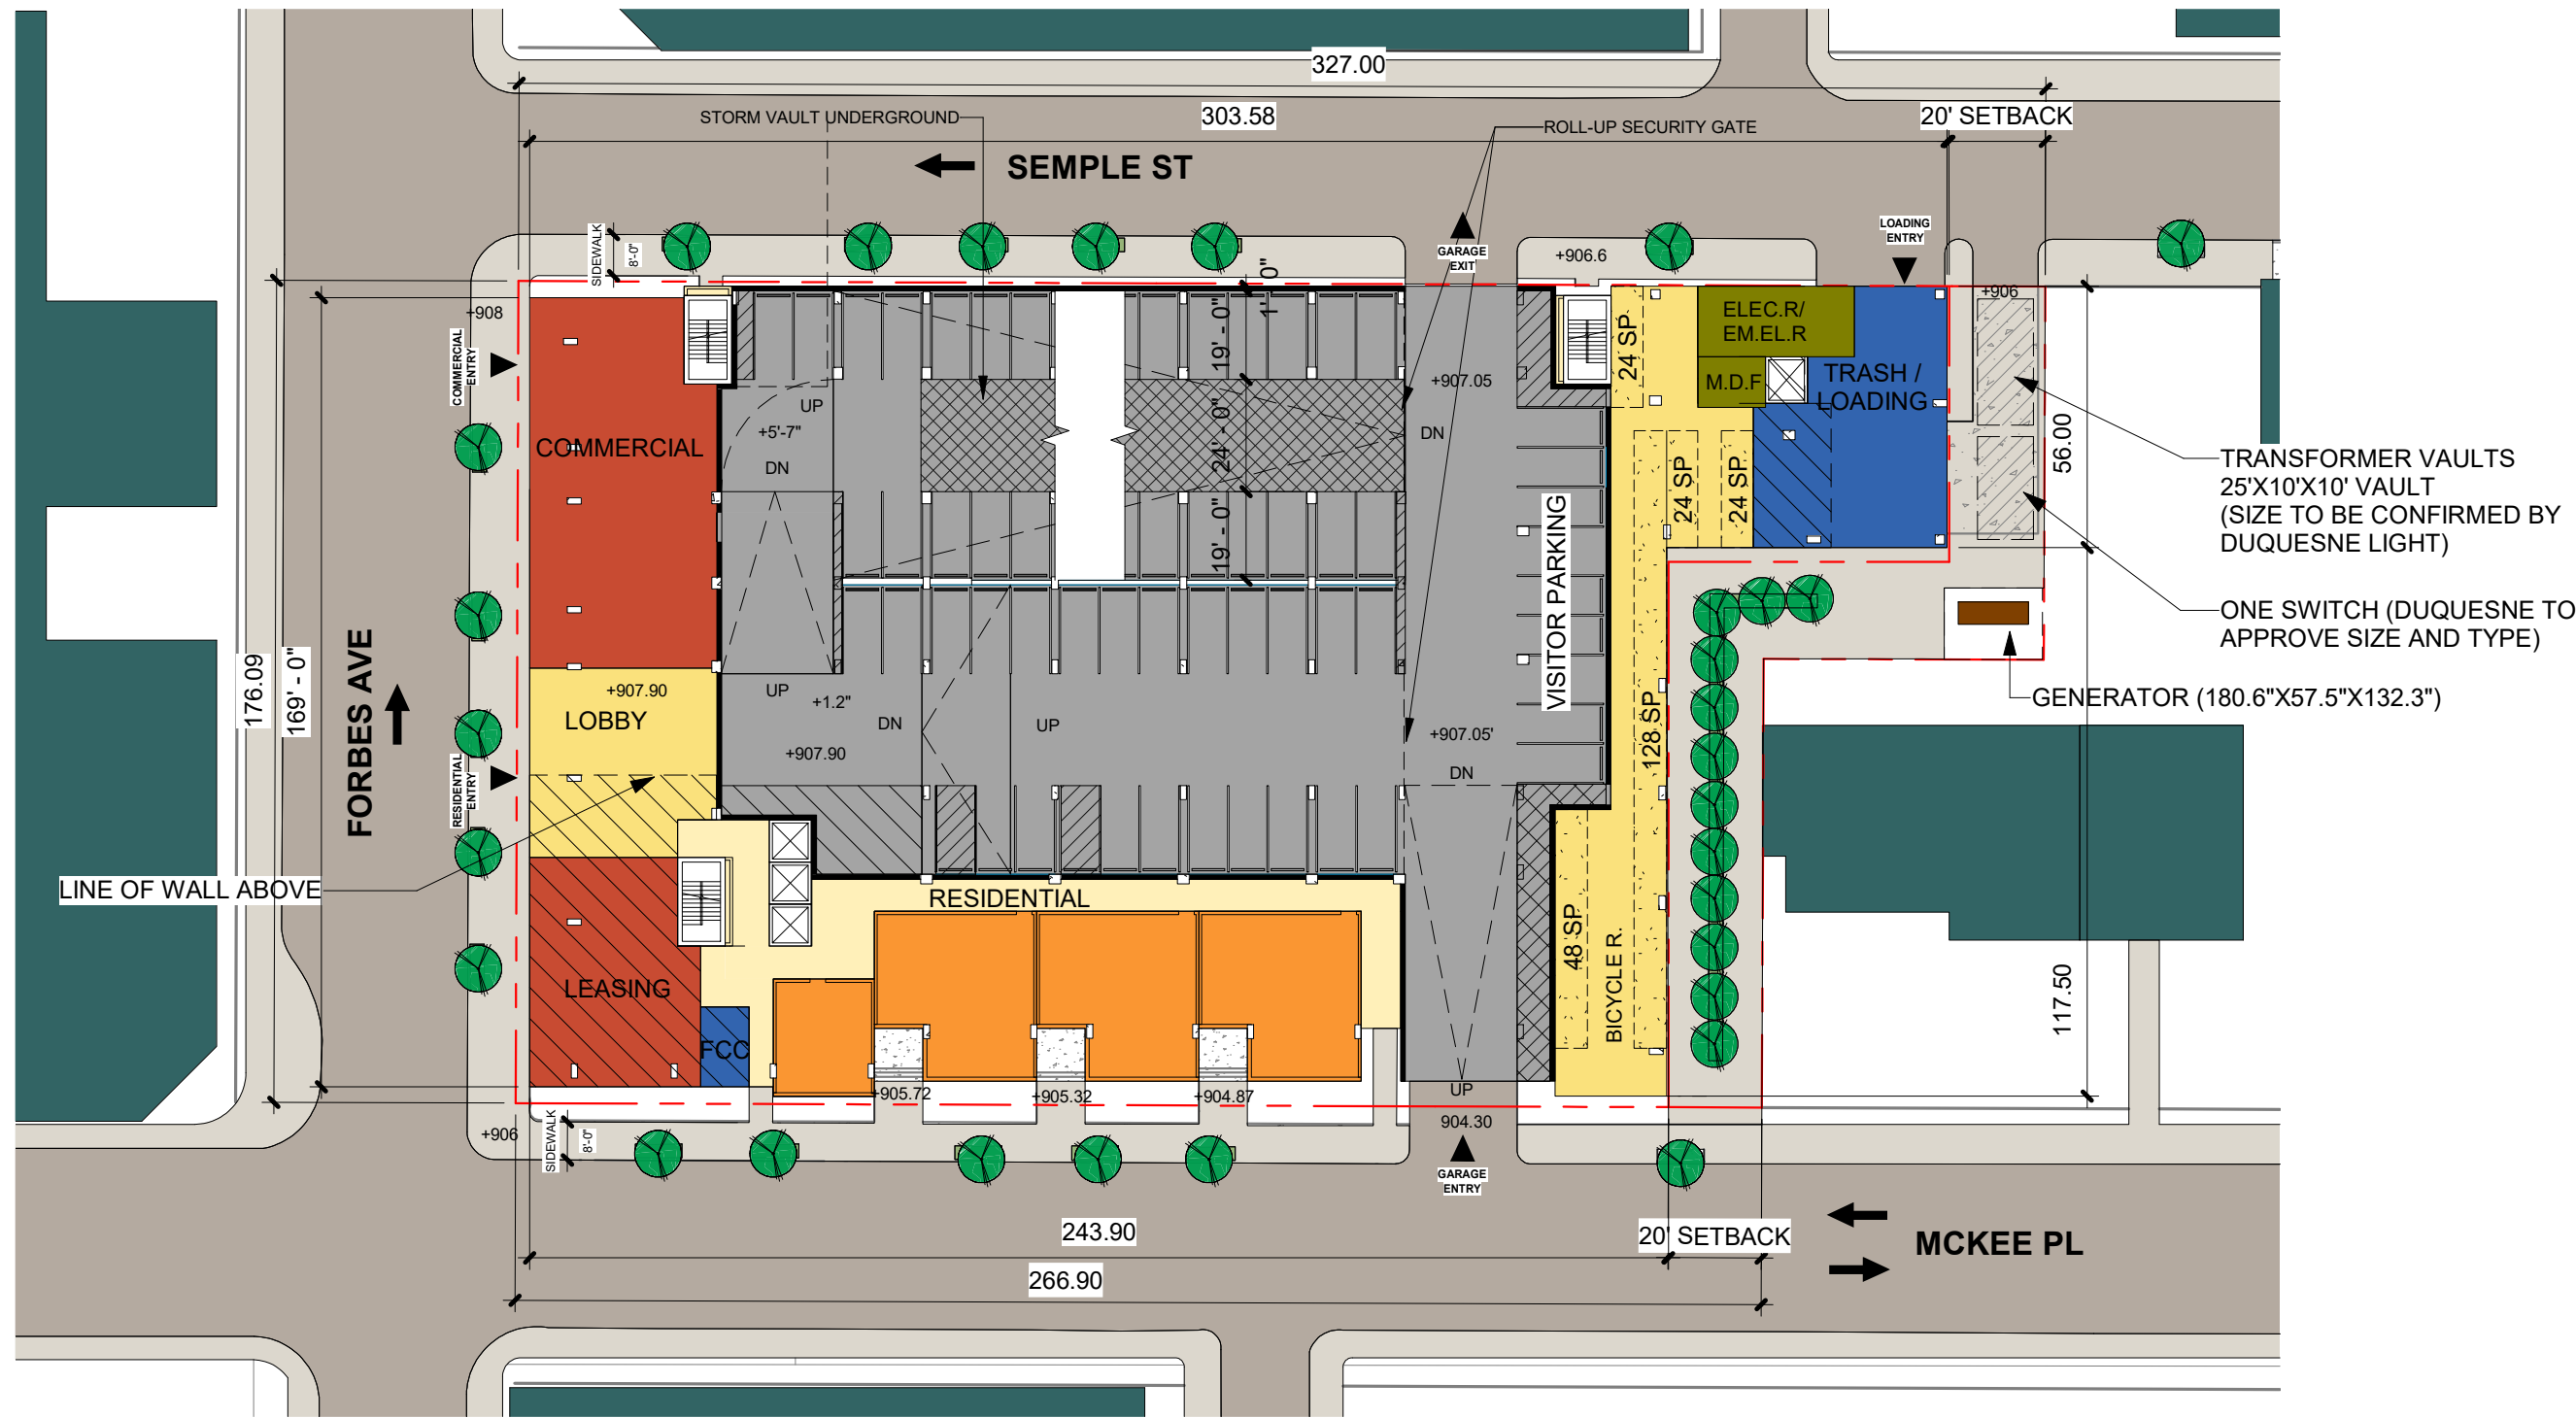 327.00
303.58
20' SETBACK
STORM VAULT UNDERGROUND
ROLL-UP SECURITY GATE
SEMPLE ST
SIDEWALK
8'-0"
GARAGE
EXIT
+906.6
LOADING
ENTRY
+908
COMMERCIAL
ENTRY
1' - 0"
19' - 0"
24' - 0"
19' - 0"
24 SP
ELEC.R/
EM.EL.R
M.D.F
TRASH /
LOADING
+906
UP
+5'-7"
DN
+907.05
DN
COMMERCIAL
24 SP
24 SP
56.00
TRANSFORMER VAULTS
25'X10'X10' VAULT
(SIZE TO BE CONFIRMED BY
DUQUESNE LIGHT)
VISITOR PARKING
ONE SWITCH (DUQUESNE TO
APPROVE SIZE AND TYPE)
GENERATOR (180.6"X57.5"X132.3")
176.09
169' - 0"
FORBES AVE
+907.90
LOBBY
UP
+1.2"
DN
UP
+907.90
+907.05'
DN
128 SP
RESIDENTIAL
ENTRY
LINE OF WALL ABOVE
RESIDENTIAL
LEASING
FCC
48 SP
BICYCLE R.
117.50
+905.72
+905.32
+904.87
UP
904.30
+906
SIDEWALK
8'-0"
GARAGE
ENTRY
243.90
20' SETBACK
MCKEE PL
266.90